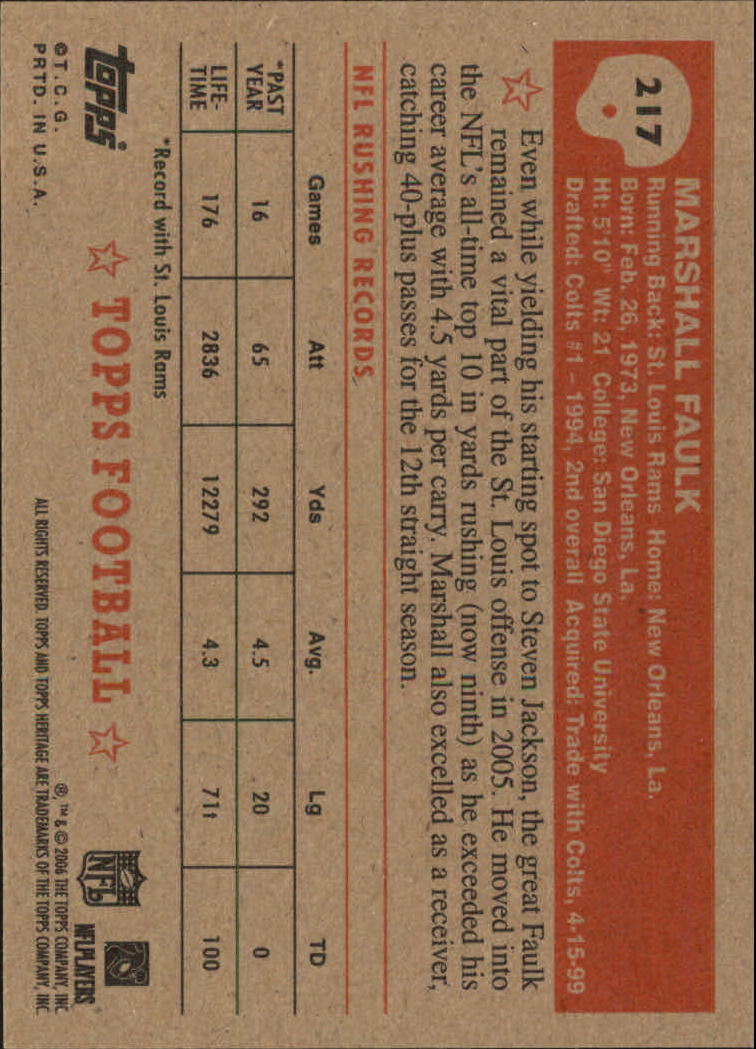 217
MARSHALL FAULK
Running Back: St. Louis Rams Home: New Orleans, La.
Born: Feb. 26, 1973, New Orleans, La.
Ht: 5'10" Wt: 21 College: San Diego State University
Drafted: Colts #1 – 1994, 2nd overall Acquired: Trade with Colts, 4-15-99
Even while yielding his starting spot to Steven Jackson, the great Faulk
remained a vital part of the St. Louis offense in 2005. He moved into
the NFL's all-time top 10 in yards rushing (now ninth) as he exceeded his
career average with 4.5 yards per carry. Marshall also excelled as a receiver,
catching 40-plus passes for the 12th straight season.
NFL RUSHING RECORDS
Games Att Yds Avg. Lg TD
*PAST YEAR 16 65 292 4.5 20 0
LIFE-TIME 176 2836 12279 4.3 71t 100
*Record with St. Louis Rams
topps
©T.C.G.
PRTD. IN U.S.A.
TOPPS FOOTBALL
NFL
NFLPLAYERS
®, ™ & © 2006 THE TOPPS COMPANY, INC.
ALL RIGHTS RESERVED. TOPPS AND TOPPS HERITAGE ARE TRADEMARKS OF THE TOPPS COMPANY, INC.